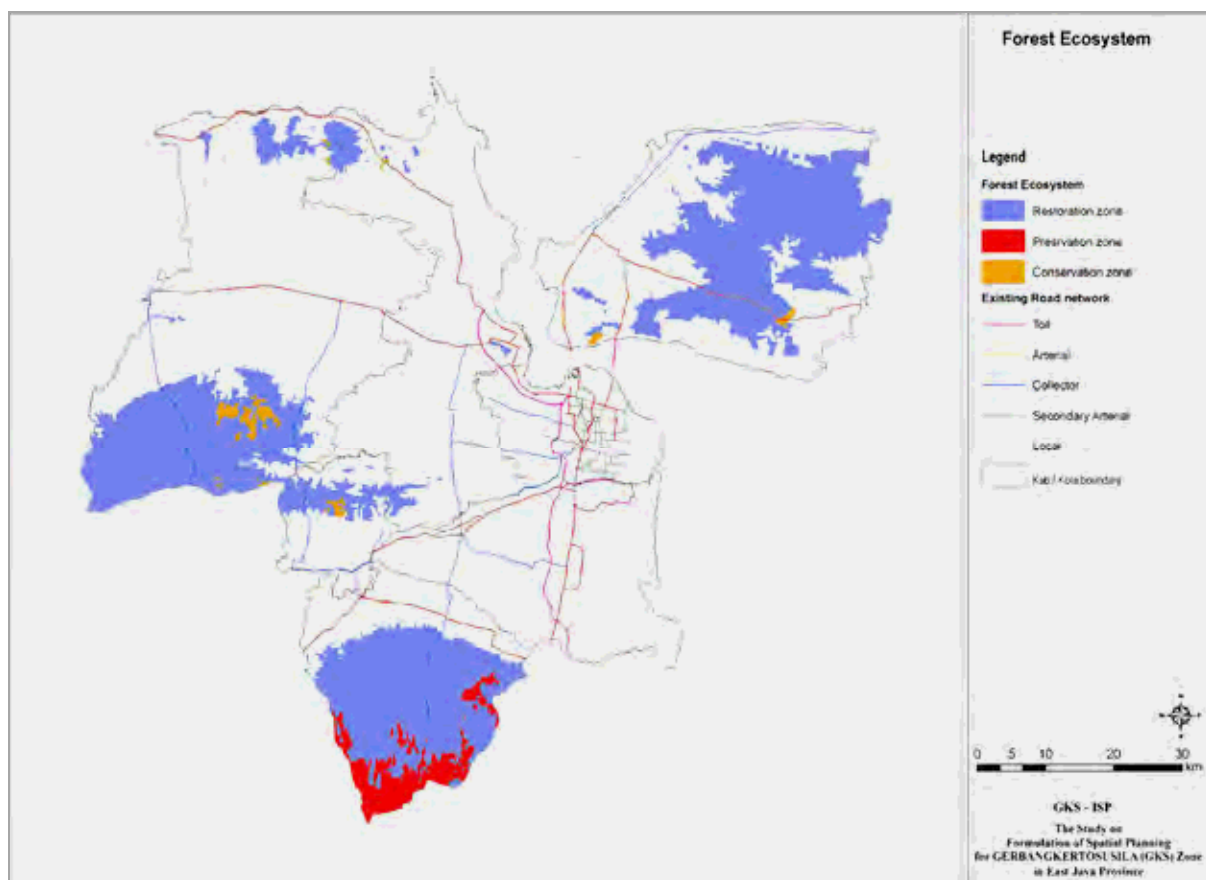 Forest Ecosystem
Legend
Forest Ecosystem
Restoration zone
Presrvation zone
Conservation zone
Existing Road network
Toll
Arterial
Collector
Secondary Arterial
Local
Kab / Kota boundary
0 5 10 20 30
km
GKS - ISP
The Study on
Formulation of Spatial Planning
for GERBANGKERTOSUSILA (GKS) Zone
in East Java Province